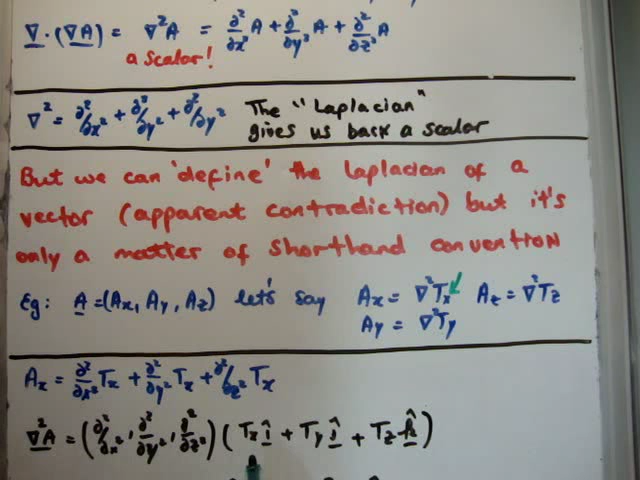 ∇ · (∇A) = ∇²A = ∂²/∂x² A + ∂²/∂y² A + ∂²/∂z² A
a scalar!
∇² = ∂²/∂x² + ∂²/∂y² + ∂²/∂y² The "Laplacian"
gives us back a scalar
But we can 'define' the laplacian of a
vector (apparent contradiction) but it's
only a matter of shorthand convention
Eg: A = (Ax, Ay, Az) let's say Ax = ∇²Tx Az = ∇²Tz
Ay = ∇²Ty
Ax = ∂²/∂x² Tx + ∂²/∂y² Tx + ∂²/∂z² Tx
∇²A = (∂²/∂x², ∂²/∂y², ∂²/∂z²) (Tx î + Ty ĵ + Tz k̂)